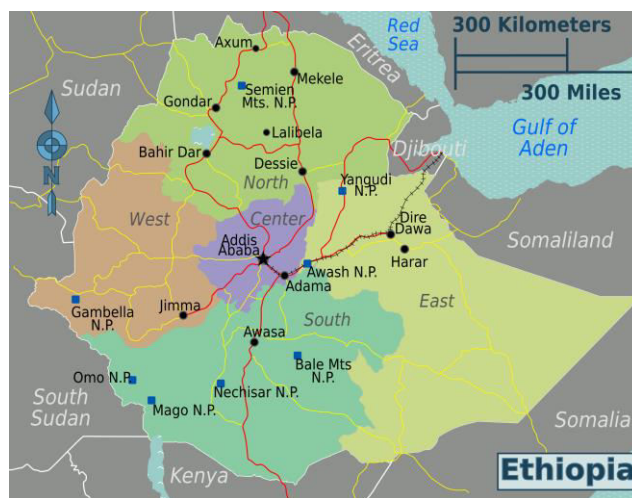 Red
Sea
300 Kilometers
300 Miles
Axum
Eritrea
Mekele
Sudan
Semien
Mts. N.P.
Gondar
Gulf of
Aden
Lalibela
Djibouti
Bahir Dar
Dessie
Yangudi
N.P.
North
N
West
Center
Dire
Dawa
Addis
Ababa
Somaliland
Harar
Awash N.P.
Adama
East
Gambella
N.P.
Jimma
South
Awasa
Bale Mts
N.P.
Omo N.P.
Nechisar N.P.
South
Sudan
Mago N.P.
Somalia
Kenya
Ethiopia